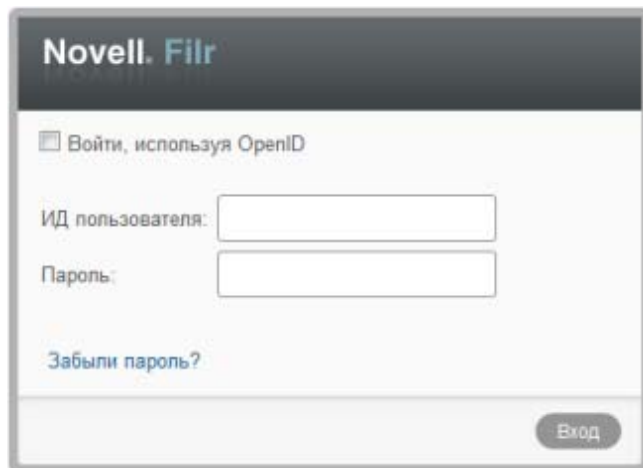 Novell. Filr
Войти, используя OpenID
ИД пользователя:
Пароль:
Забыли пароль?
Вход